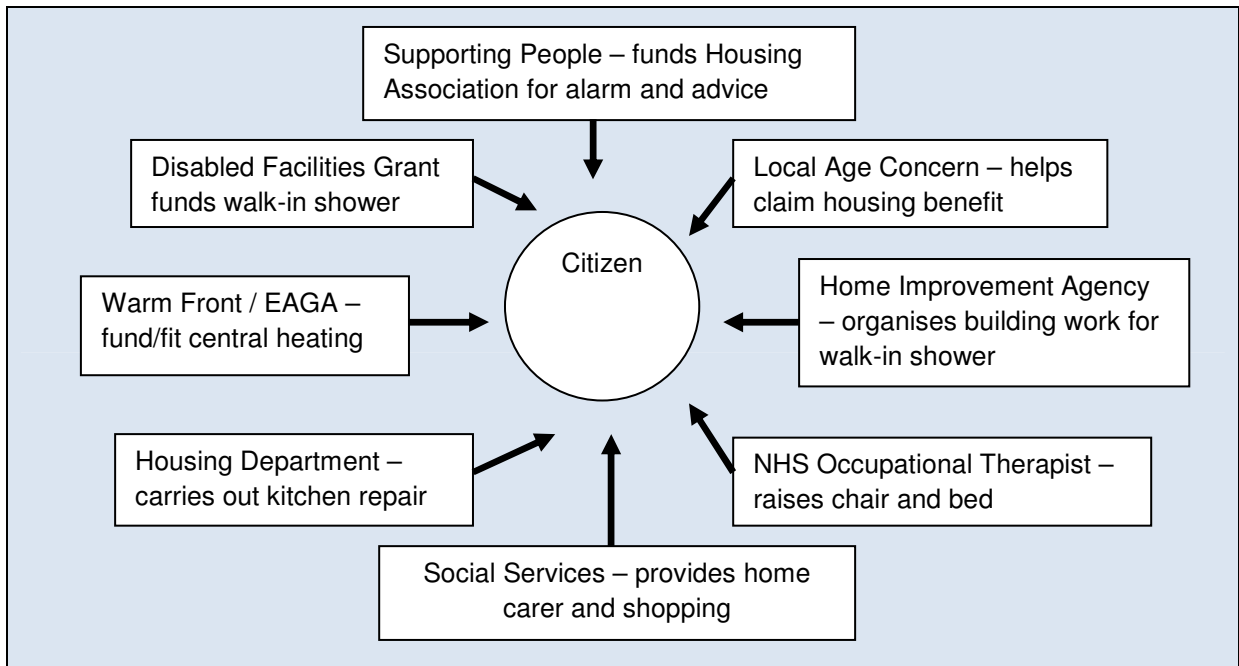 Supporting People – funds Housing
Association for alarm and advice
Disabled Facilities Grant
funds walk-in shower
Local Age Concern – helps
claim housing benefit
Citizen
Warm Front / EAGA –
fund/fit central heating
Home Improvement Agency
– organises building work for
walk-in shower
Housing Department –
carries out kitchen repair
NHS Occupational Therapist –
raises chair and bed
Social Services – provides home
carer and shopping